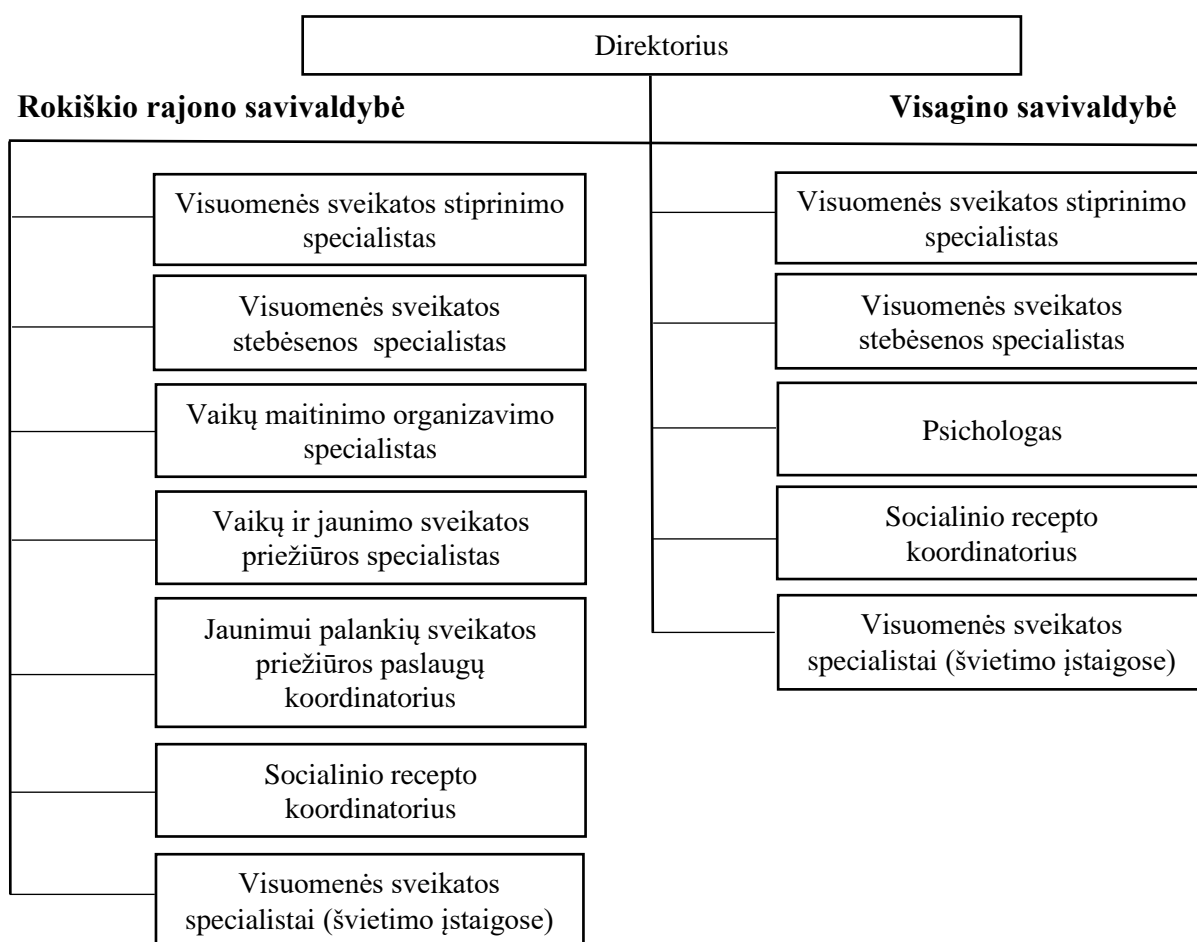 Direktorius
Rokiškio rajono savivaldybė
Visuomenės sveikatos stiprinimo
specialistas
Visuomenės sveikatos
stebėsenos  specialistas
Vaikų maitinimo organizavimo
specialistas
Vaikų ir jaunimo sveikatos
priežiūros specialistas
Jaunimui palankių sveikatos
priežiūros paslaugų
koordinatorius
Socialinio recepto
koordinatorius
Visuomenės sveikatos
specialistai (švietimo įstaigose)
Visagino savivaldybė
Visuomenės sveikatos stiprinimo
specialistas
Visuomenės sveikatos
stebėsenos specialistas
Psichologas
Socialinio recepto
koordinatorius
Visuomenės sveikatos
specialistai (švietimo įstaigose)